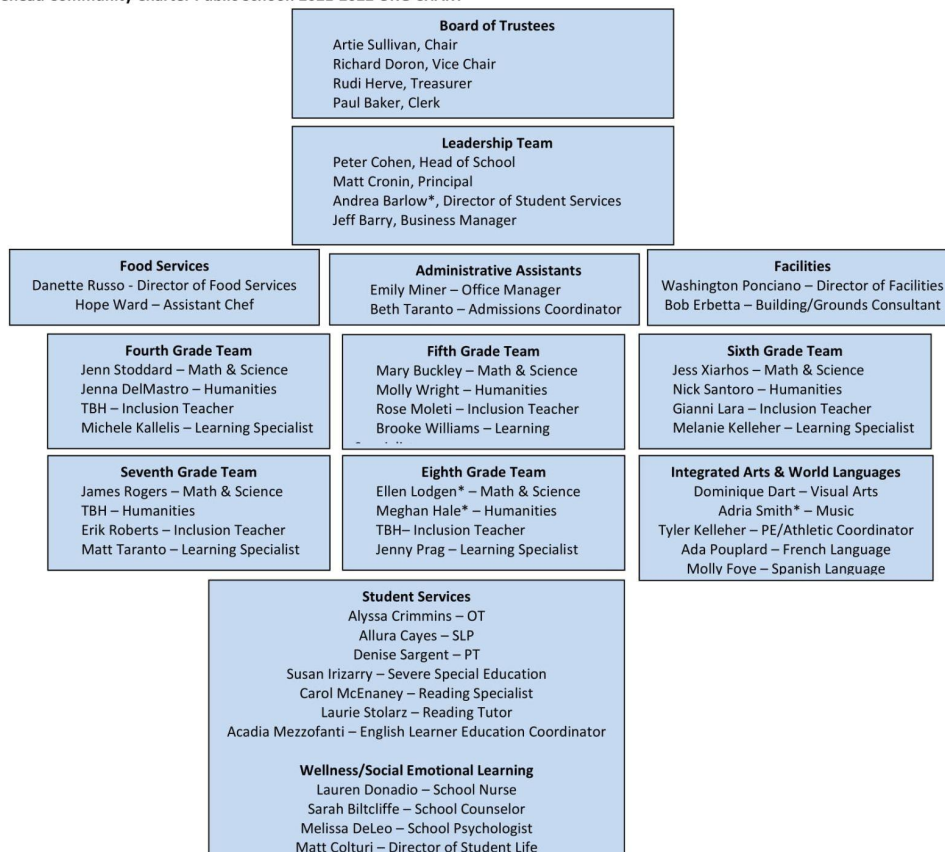 Board of Trustees
Artie Sullivan, Chair
Richard Doron, Vice Chair
Rudi Herve, Treasurer
Paul Baker, Clerk
Leadership Team
Peter Cohen, Head of School
Matt Cronin, Principal
Andrea Barlow*, Director of Student Services
Jeff Barry, Business Manager
Food Services
Danette Russo - Director of Food Services
Hope Ward – Assistant Chef
Administrative Assistants
Emily Miner – Office Manager
Beth Taranto – Admissions Coordinator
Facilities
Washington Ponciano – Director of Facilities
Bob Erbetta – Building/Grounds Consultant
Fourth Grade Team
Jenn Stoddard – Math & Science
Jenna DelMastro – Humanities
TBH – Inclusion Teacher
Michele Kallelis – Learning Specialist
Fifth Grade Team
Mary Buckley – Math & Science
Molly Wright – Humanities
Rose Moleti – Inclusion Teacher
Brooke Williams – Learning
Sixth Grade Team
Jess Xiarhos – Math & Science
Nick Santoro – Humanities
Gianni Lara – Inclusion Teacher
Melanie Kelleher – Learning Specialist
Seventh Grade Team
James Rogers – Math & Science
TBH – Humanities
Erik Roberts – Inclusion Teacher
Matt Taranto – Learning Specialist
Eighth Grade Team
Ellen Lodgen* – Math & Science
Meghan Hale* – Humanities
TBH– Inclusion Teacher
Jenny Prag – Learning Specialist
Integrated Arts & World Languages
Dominique Dart – Visual Arts
Adria Smith* – Music
Tyler Kelleher – PE/Athletic Coordinator
Ada Pouplard – French Language
Molly Foye – Spanish Language
Student Services
Alyssa Crimmins – OT
Allura Cayes – SLP
Denise Sargent – PT
Susan Irizarry – Severe Special Education
Carol McEnaney – Reading Specialist
Laurie Stolarz – Reading Tutor
Acadia Mezzofanti – English Learner Education Coordinator
Wellness/Social Emotional Learning
Lauren Donadio – School Nurse
Sarah Biltcliffe – School Counselor
Melissa DeLeo – School Psychologist
Matt Colturi – Director of Student Life